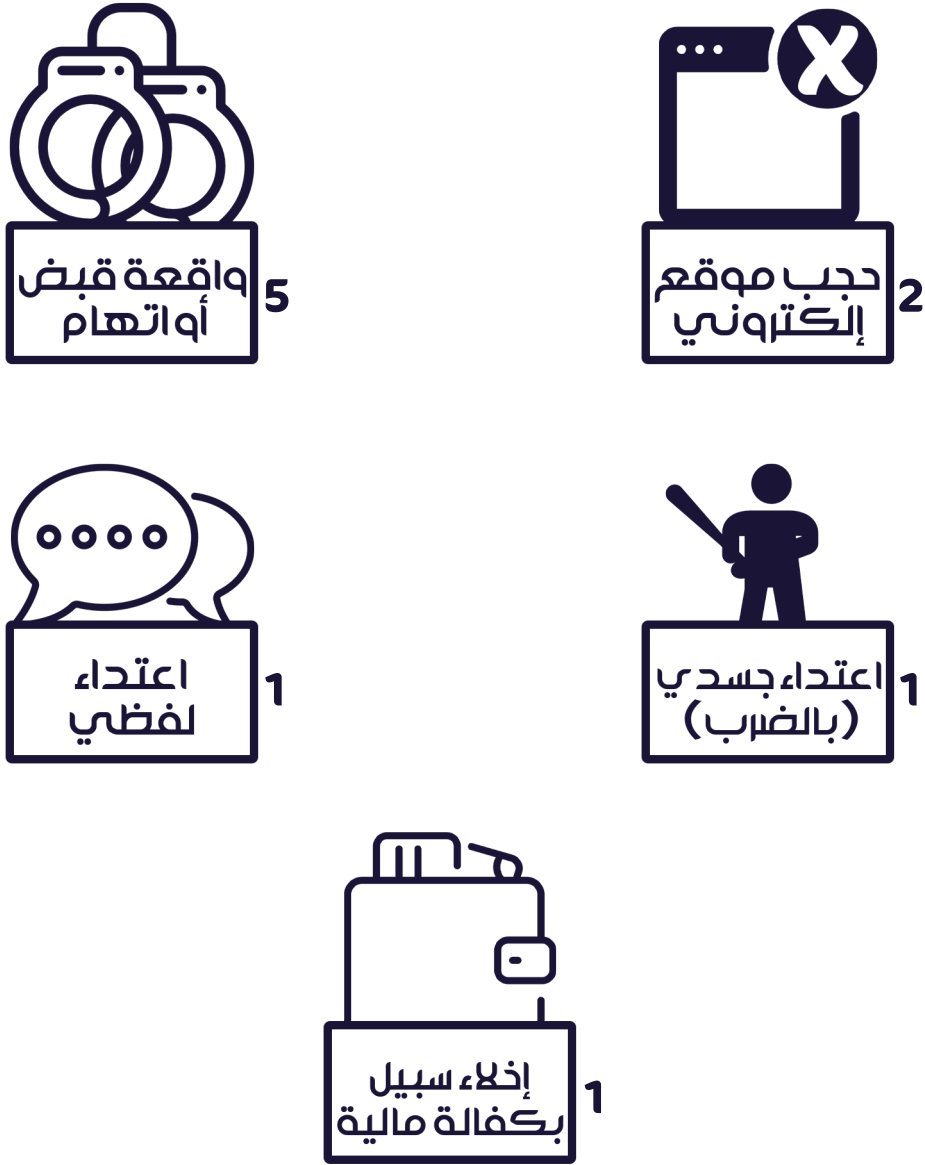 حجب موقع
إلكتروني
2
واقعة قبض
أو اتهام
5
اعتداء جسدي
(بالضرب)
1
اعتداء
لفظي
1
إخلاء سبيل
بكفالة مالية
1